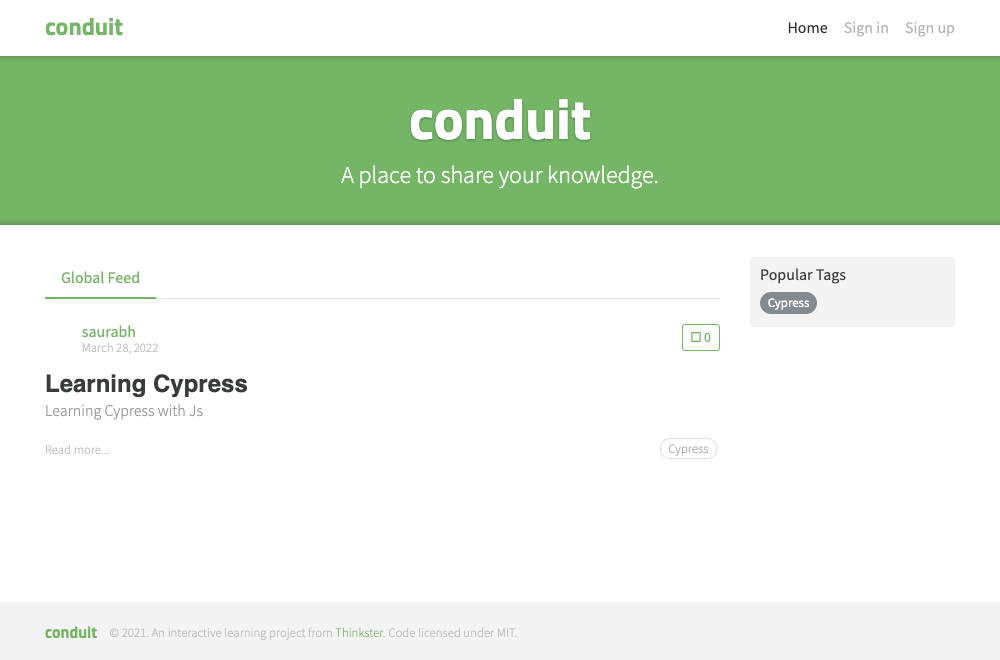 conduit
Home Sign in Sign up
conduit
A place to share your knowledge.
Global Feed
Popular Tags
Cypress
saurabh
March 28, 2022
0
Learning Cypress
Learning Cypress with Js
Read more...
Cypress
conduit © 2021. An interactive learning project from Thinkster. Code licensed under MIT.